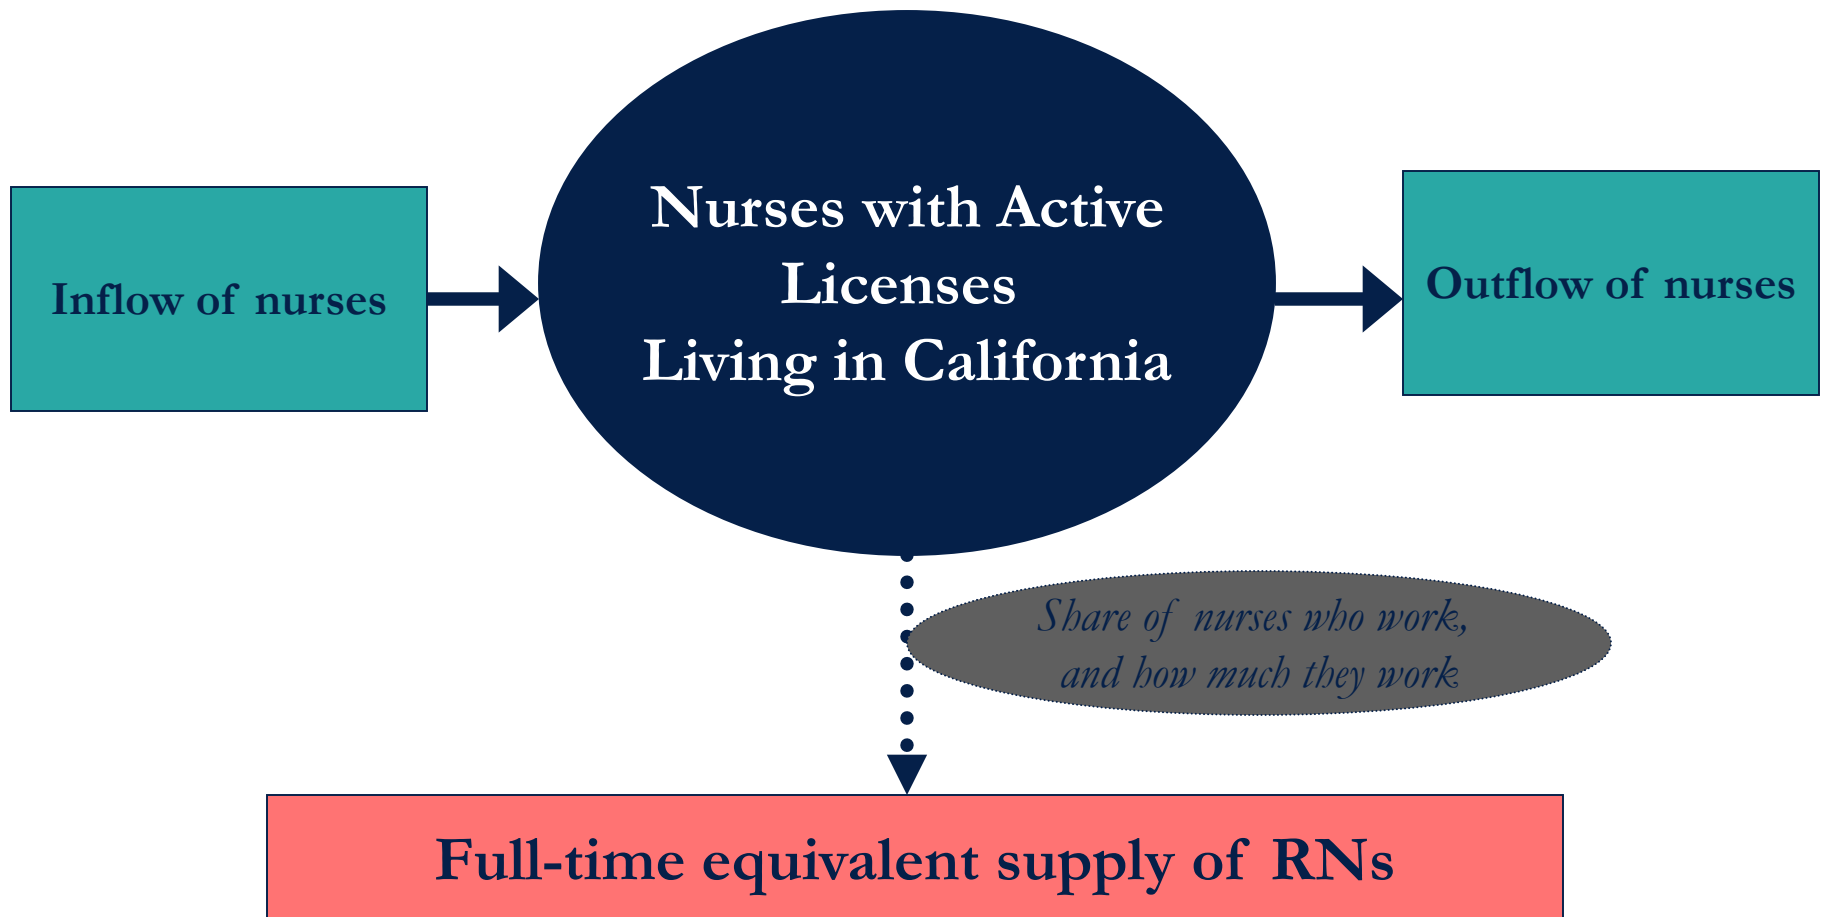 Nurses with Active
Licenses
Living in California
Inflow of nurses
Outflow of nurses
Share of nurses who work,
and how much they work
Full-time equivalent supply of RNs